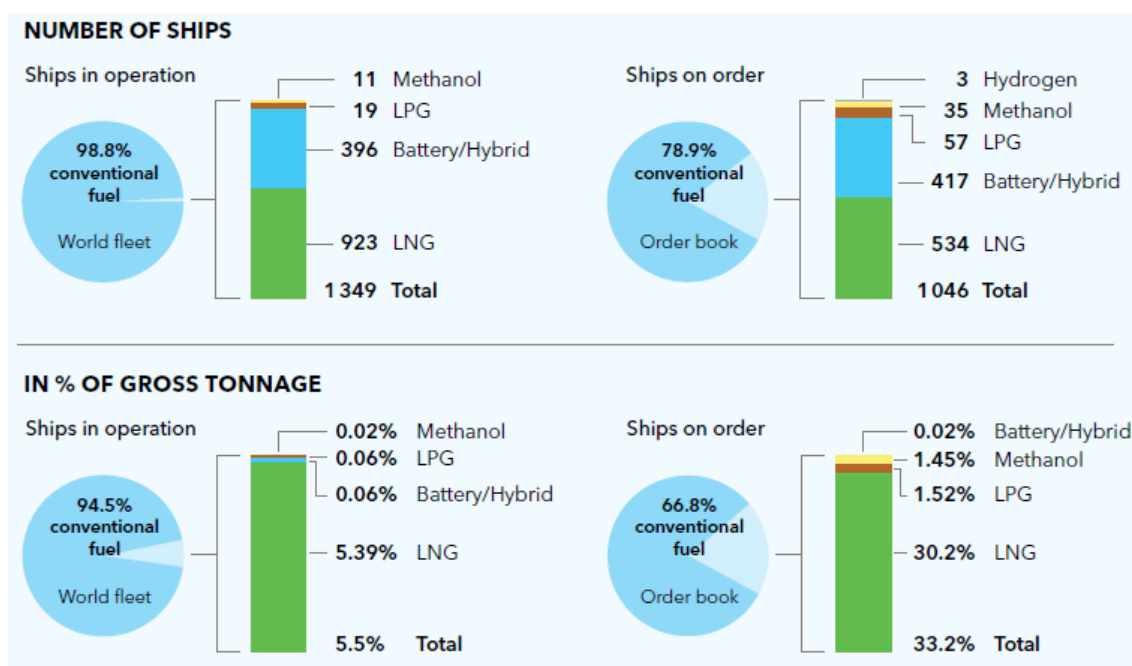 NUMBER OF SHIPS
Ships in operation
98.8%
conventional
fuel
World fleet
11 Methanol
19 LPG
396 Battery/Hybrid
923 LNG
1 349 Total
Ships on order
78.9%
conventional
fuel
Order book
3 Hydrogen
35 Methanol
57 LPG
417 Battery/Hybrid
534 LNG
1 046 Total
IN % OF GROSS TONNAGE
Ships in operation
94.5%
conventional
fuel
World fleet
0.02% Methanol
0.06% LPG
0.06% Battery/Hybrid
5.39% LNG
5.5% Total
Ships on order
66.8%
conventional
fuel
Order book
0.02% Battery/Hybrid
1.45% Methanol
1.52% LPG
30.2% LNG
33.2% Total